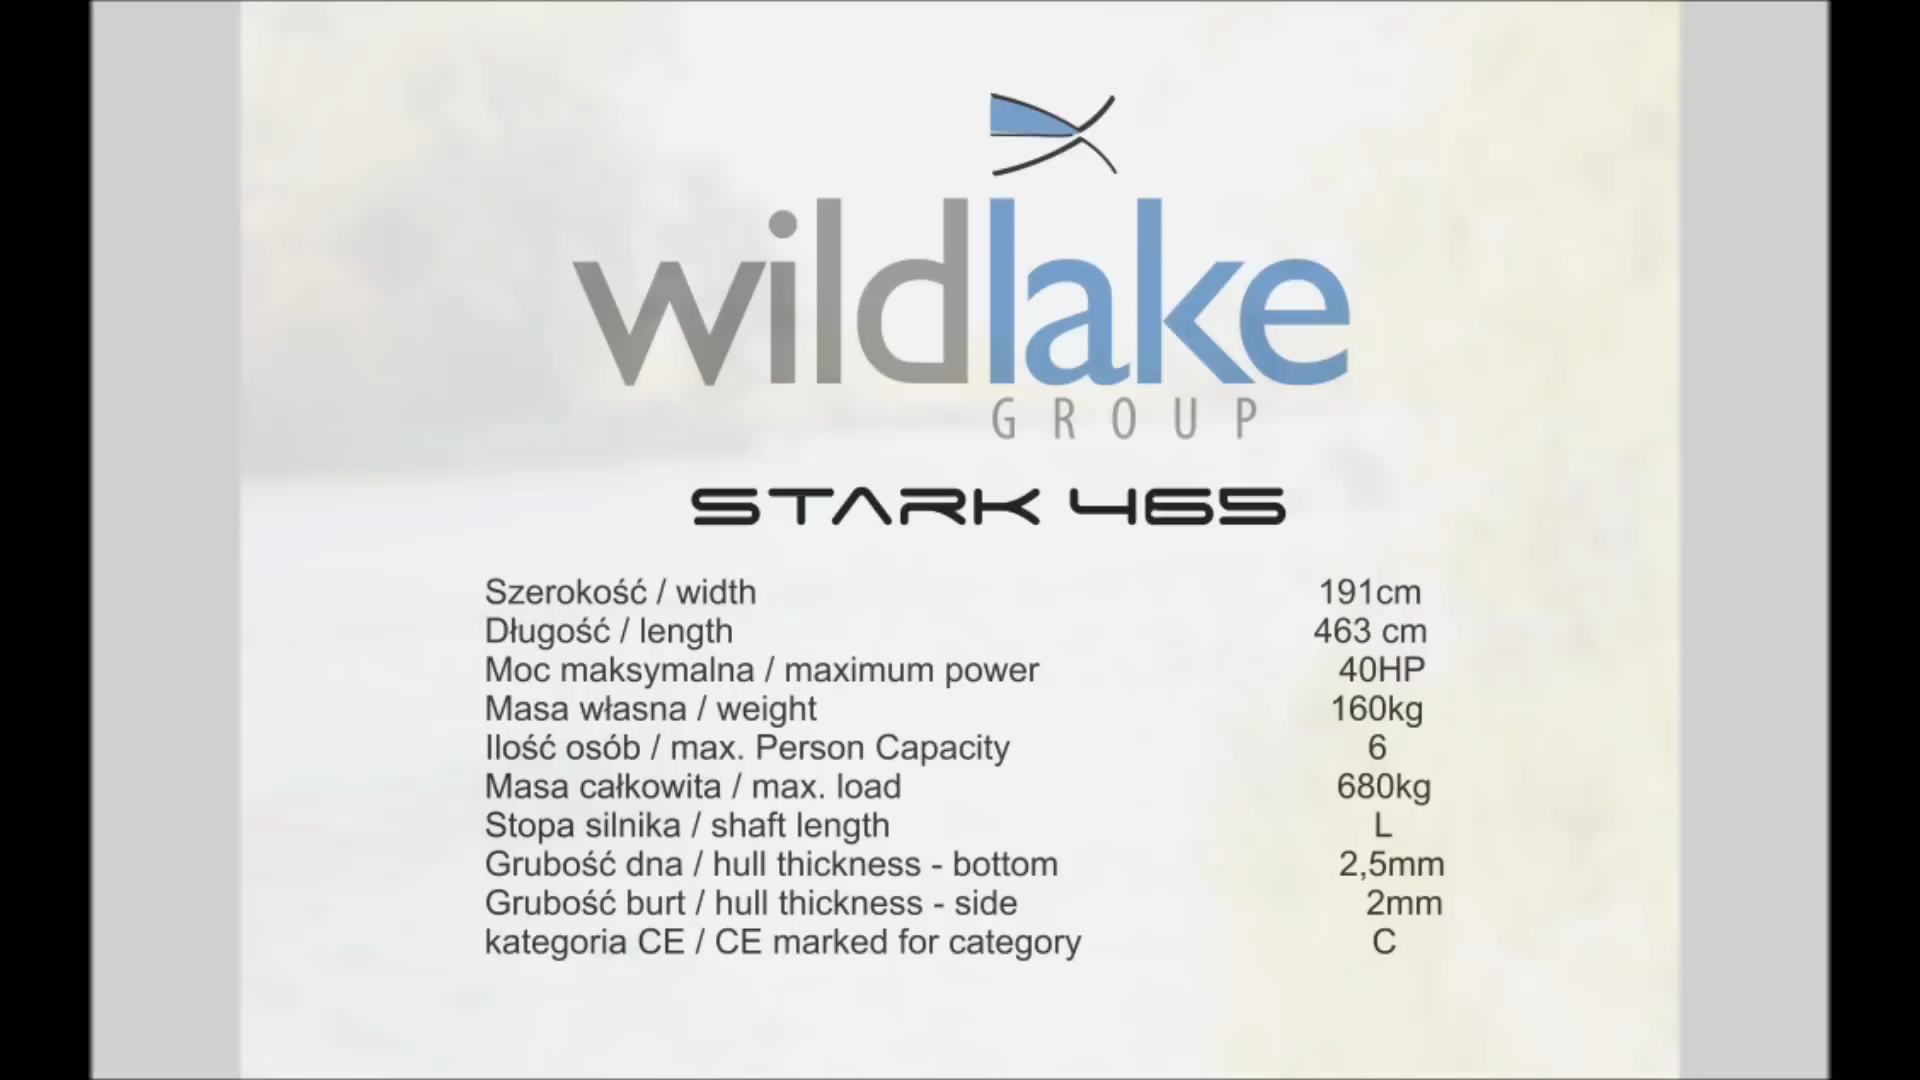 wildlake
GROUP
STARK 465
Szerokość / width 191cm
Długość / length 463 cm
Moc maksymalna / maximum power 40HP
Masa własna / weight 160kg
Ilość osób / max. Person Capacity 6
Masa całkowita / max. load 680kg
Stopa silnika / shaft length L
Grubość dna / hull thickness - bottom 2,5mm
Grubość burt / hull thickness - side 2mm
kategoria CE / CE marked for category C